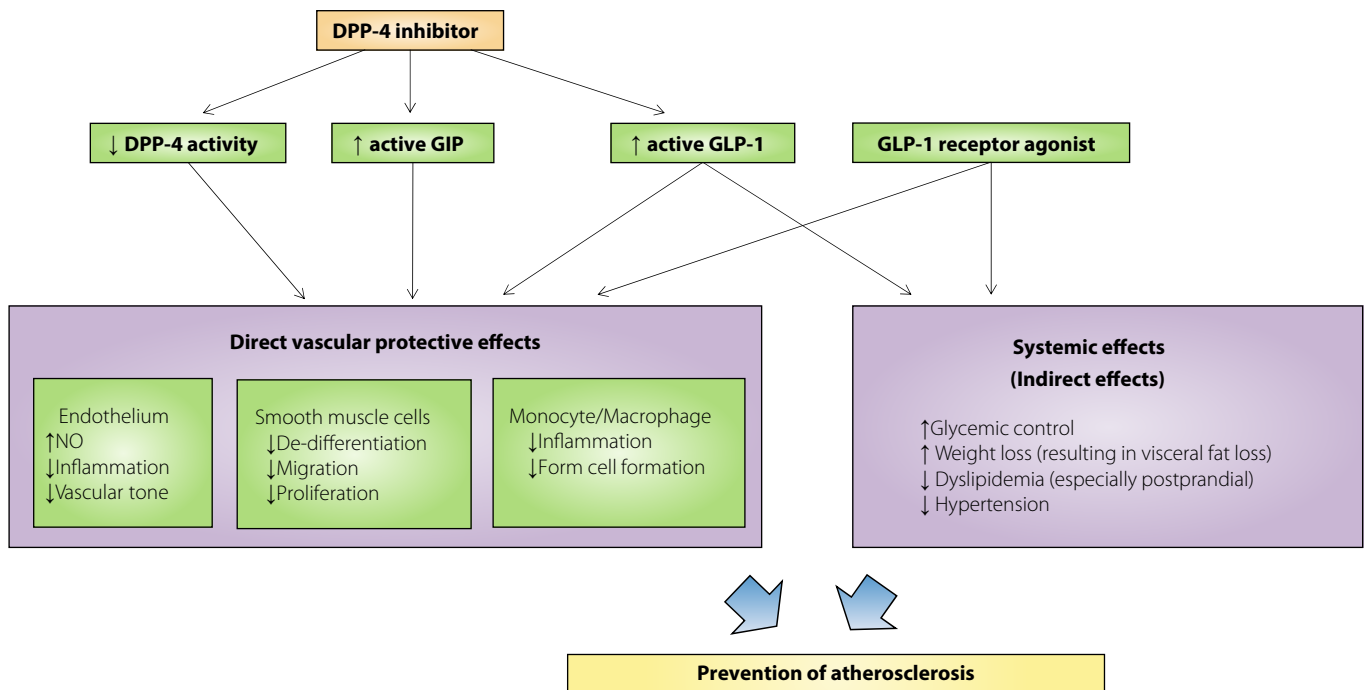 DPP-4 inhibitor
↓ DPP-4 activity
↑ active GIP
↑ active GLP-1
GLP-1 receptor agonist
Direct vascular protective effects
Endothelium
↑NO
↓Inflammation
↓Vascular tone
Smooth muscle cells
↓De-differentiation
↓Migration
↓Proliferation
Monocyte/Macrophage
↓Inflammation
↓Form cell formation
Systemic effects
(Indirect effects)
↑Glycemic control
↑ Weight loss (resulting in visceral fat loss)
↓ Dyslipidemia (especially postprandial)
↓ Hypertension
Prevention of atherosclerosis